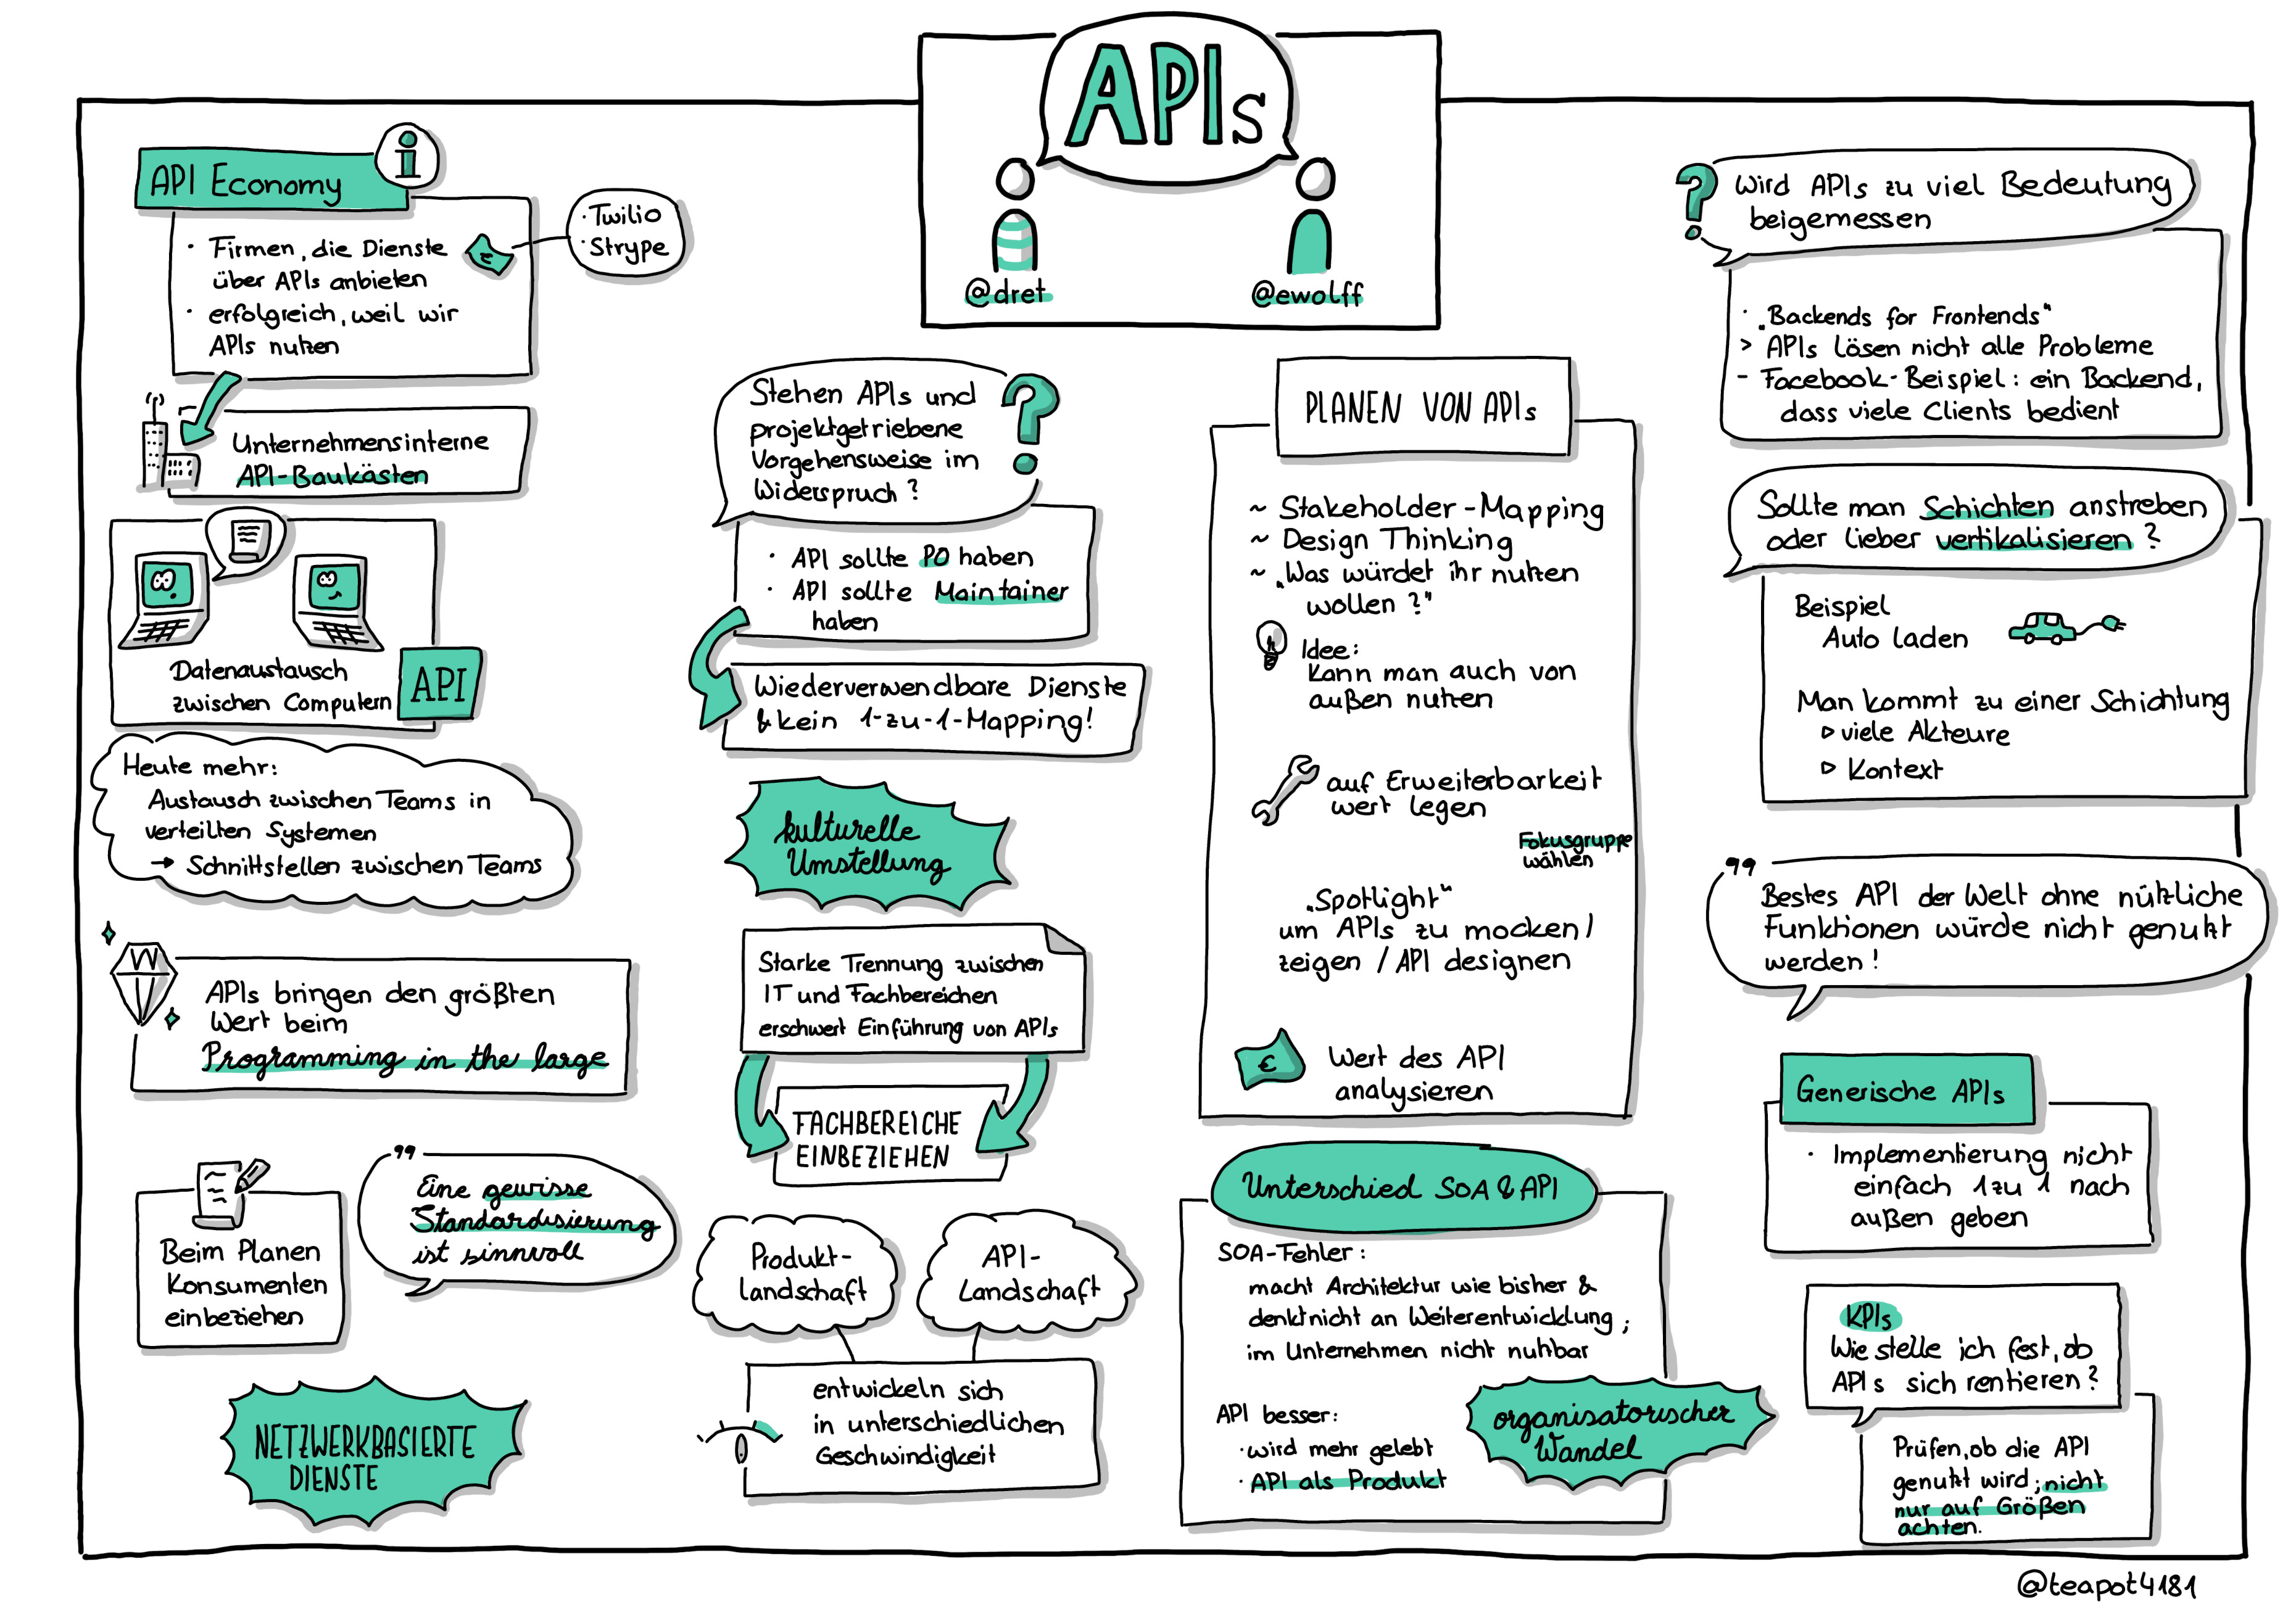 APIs
@dret
@ewolff
API Economy
i
· Firmen, die Dienste
über APIs anbieten
· erfolgreich, weil wir
APIs nutzen
€
· Twilio
· Strype
Unternehmensinterne
API-Baukästen
Datenaustausch
zwischen Computern
API
Heute mehr:
Austausch zwischen Teams in
verteilten Systemen
→ Schnittstellen zwischen Teams
APIs bringen den größten
Wert beim
Programming in the large
Beim Planen
Konsumenten
einbeziehen
"
Eine gewisse
Standardisierung
ist sinnvoll
NETZWERKBASIERTE
DIENSTE
Stehen APIs und
projektgetriebene
Vorgehensweise im
Widerspruch?
?
· API sollte PO haben
· API sollte Maintainer
haben
Wiederverwendbare Dienste
& kein 1-zu-1-Mapping!
kulturelle
Umstellung
Starke Trennung zwischen
IT und Fachbereichen
erschwert Einführung von APIs
FACHBEREICHE
EINBEZIEHEN
Produkt-
landschaft
API-
Landschaft
entwickeln sich
in unterschiedlichen
Geschwindigkeit
PLANEN VON APIs
~ Stakeholder-Mapping
~ Design Thinking
~ „Was würdet ihr nutzen
wollen?"
Idee:
Kann man auch von
außen nutzen
auf Erweiterbarkeit
wert legen
Fokusgruppe
wählen
„Spotlight"
um APIs zu mocken/
zeigen / API designen
€
Wert des API
analysieren
Unterschied SOA & API
SOA-Fehler:
macht Architektur wie bisher &
denkt nicht an Weiterentwicklung;
im Unternehmen nicht nutzbar
API besser:
· wird mehr gelebt
· API als Produkt
organisatorischer
Wandel
?
Wird APIs zu viel Bedeutung
beigemessen
· „Backends for Frontends"
> APIs lösen nicht alle Probleme
- Facebook-Beispiel: ein Backend,
dass viele Clients bedient
Sollte man Schichten anstreben
oder lieber vertikalisieren?
Beispiel
Auto laden
Man kommt zu einer Schichtung
▷ viele Akteure
▷ Kontext
"
Bestes API der Welt ohne nützliche
Funktionen würde nicht genutzt
werden!
Generische APIs
· Implementierung nicht
einfach 1 zu 1 nach
außen geben
KPIs
Wie stelle ich fest, ob
APIs sich rentieren?
Prüfen, ob die API
genutzt wird; nicht
nur auf Größen
achten.
@teapot4181